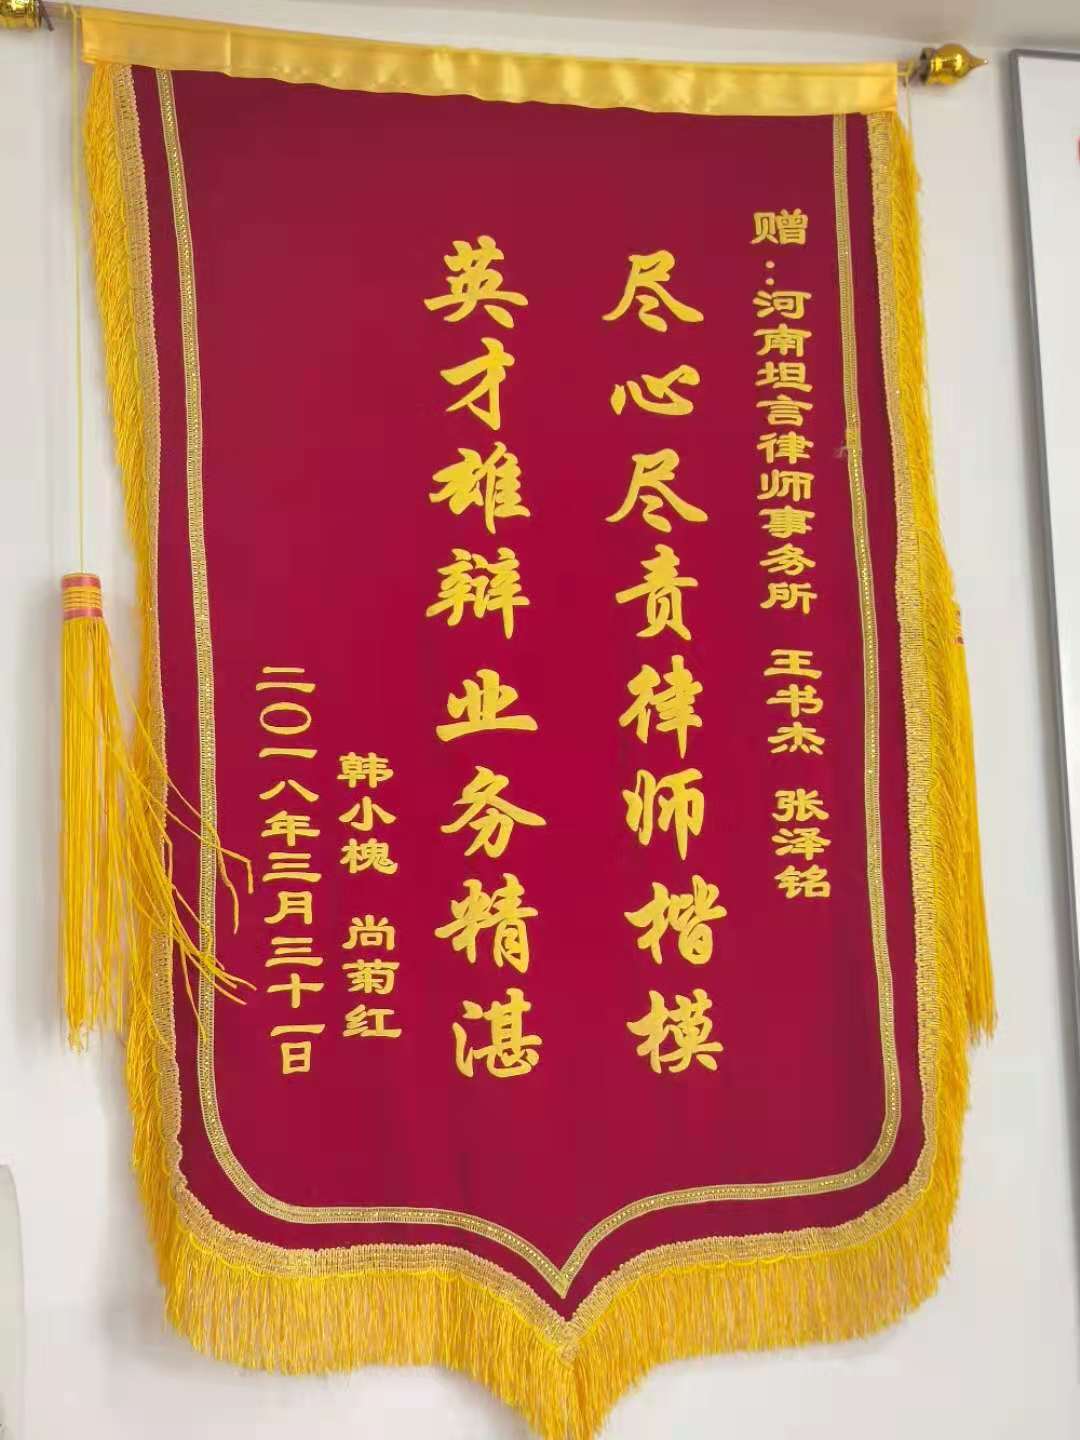 赠：河南坦言律师事务所 王书杰 张泽铭
尽心尽责律师楷模
英才雄辩业务精湛
韩小槐 尚菊红
二〇一八年三月三十一日